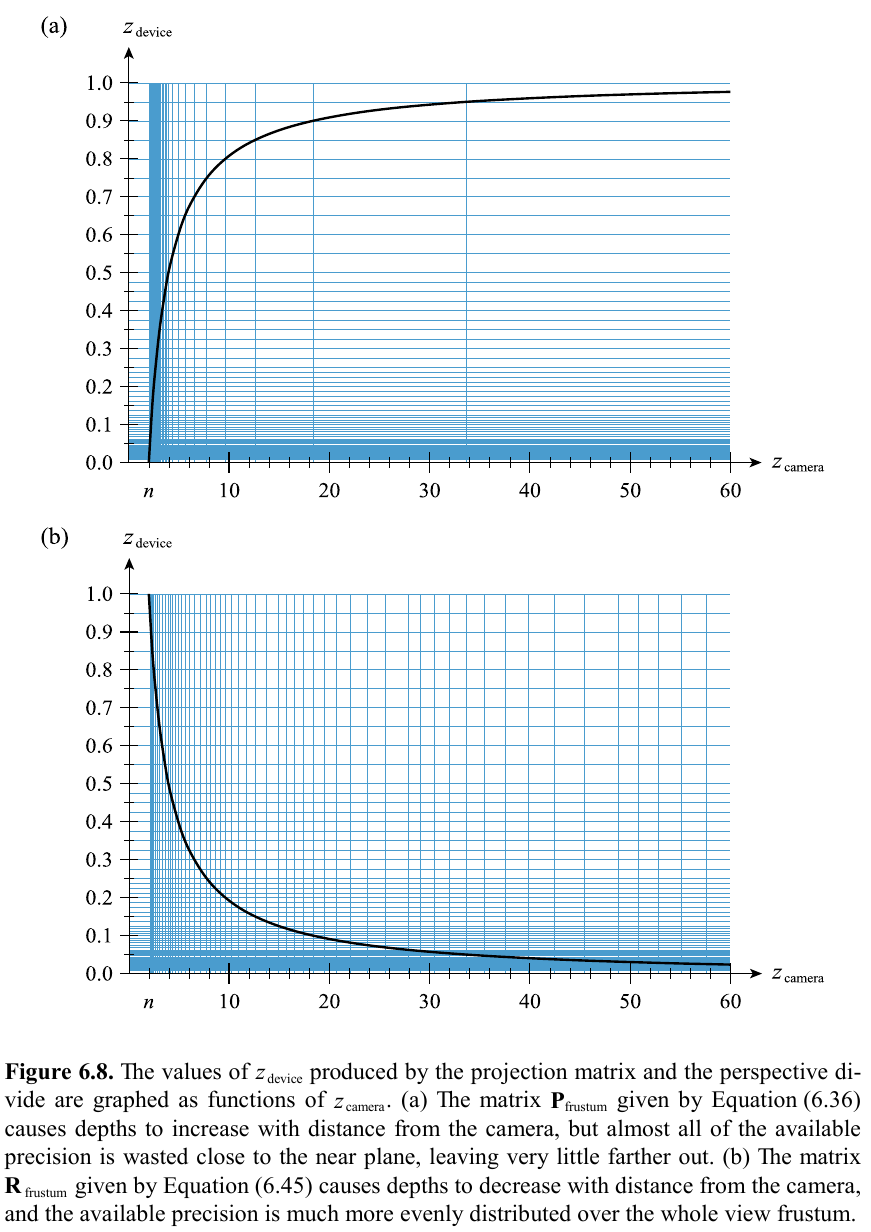 (a)
z device
1.0
0.9
0.8
0.7
0.6
0.5
0.4
0.3
0.2
0.1
0.0
n 10 20 30 40 50 60
z camera
(b)
z device
1.0
0.9
0.8
0.7
0.6
0.5
0.4
0.3
0.2
0.1
0.0
n 10 20 30 40 50 60
z camera
Figure 6.8. The values of z device produced by the projection matrix and the perspective di-
vide are graphed as functions of z camera. (a) The matrix P frustum given by Equation (6.36)
causes depths to increase with distance from the camera, but almost all of the available
precision is wasted close to the near plane, leaving very little farther out. (b) The matrix
R frustum given by Equation (6.45) causes depths to decrease with distance from the camera,
and the available precision is much more evenly distributed over the whole view frustum.